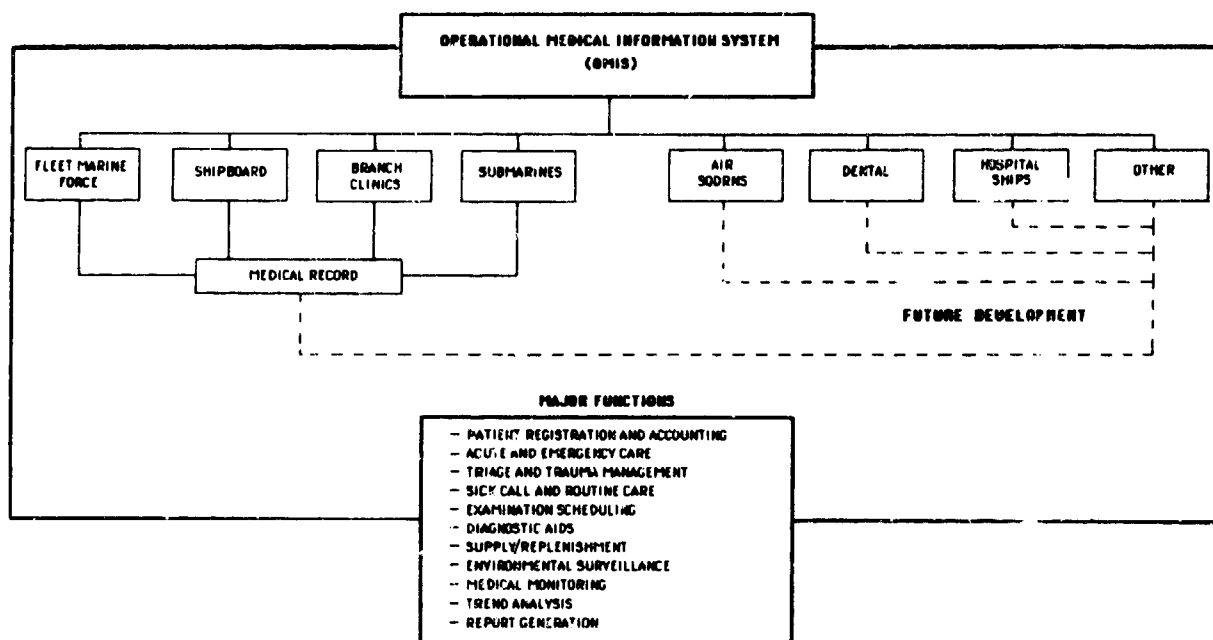 OPERATIONAL MEDICAL INFORMATION SYSTEM
(OMIS)
FLEET MARINE
FORCE
SHIPBOARD
BRANCH
CLINICS
SUBMARINES
AIR
SQDRNS
DENTAL
HOSPITAL
SHIPS
OTHER
MEDICAL RECORD
FUTURE DEVELOPMENT
MAJOR FUNCTIONS
– PATIENT REGISTRATION AND ACCOUNTING
– ACUTE AND EMERGENCY CARE
– TRIAGE AND TRAUMA MANAGEMENT
– SICK CALL AND ROUTINE CARE
– EXAMINATION SCHEDULING
– DIAGNOSTIC AIDS
– SUPPLY/REPLENISHMENT
– ENVIRONMENTAL SURVEILLANCE
– MEDICAL MONITORING
– TREND ANALYSIS
– REPORT GENERATION